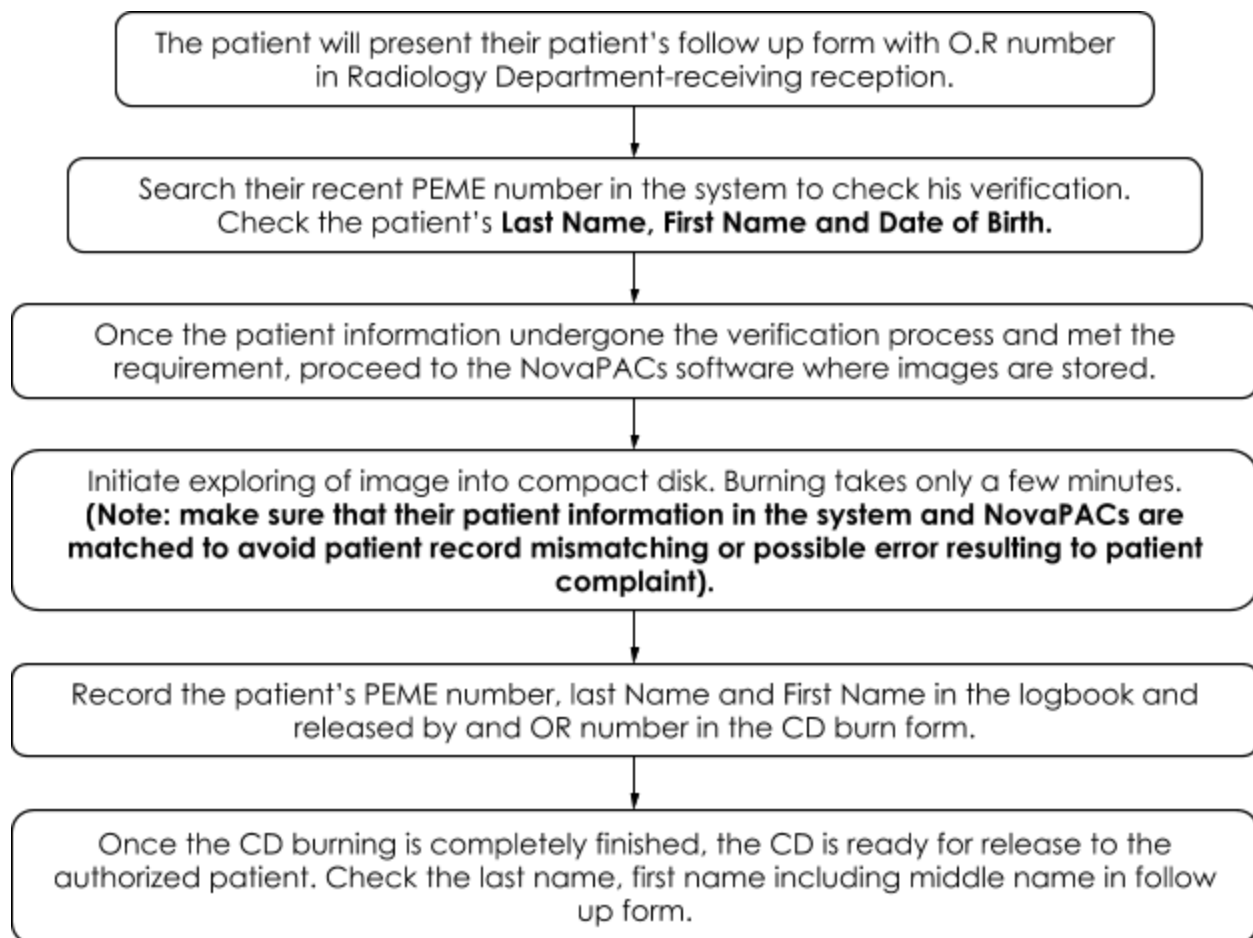 The patient will present their patient's follow up form with O.R number
in Radiology Department-receiving reception.
Search their recent PEME number in the system to check his verification.
Check the patient's Last Name, First Name and Date of Birth.
Once the patient information undergone the verification process and met the
requirement, proceed to the NovaPACs software where images are stored.
Initiate exploring of image into compact disk. Burning takes only a few minutes.
(Note: make sure that their patient information in the system and NovaPACs are
matched to avoid patient record mismatching or possible error resulting to patient
complaint).
Record the patient's PEME number, last Name and First Name in the logbook and
released by and OR number in the CD burn form.
Once the CD burning is completely finished, the CD is ready for release to the
authorized patient. Check the last name, first name including middle name in follow
up form.